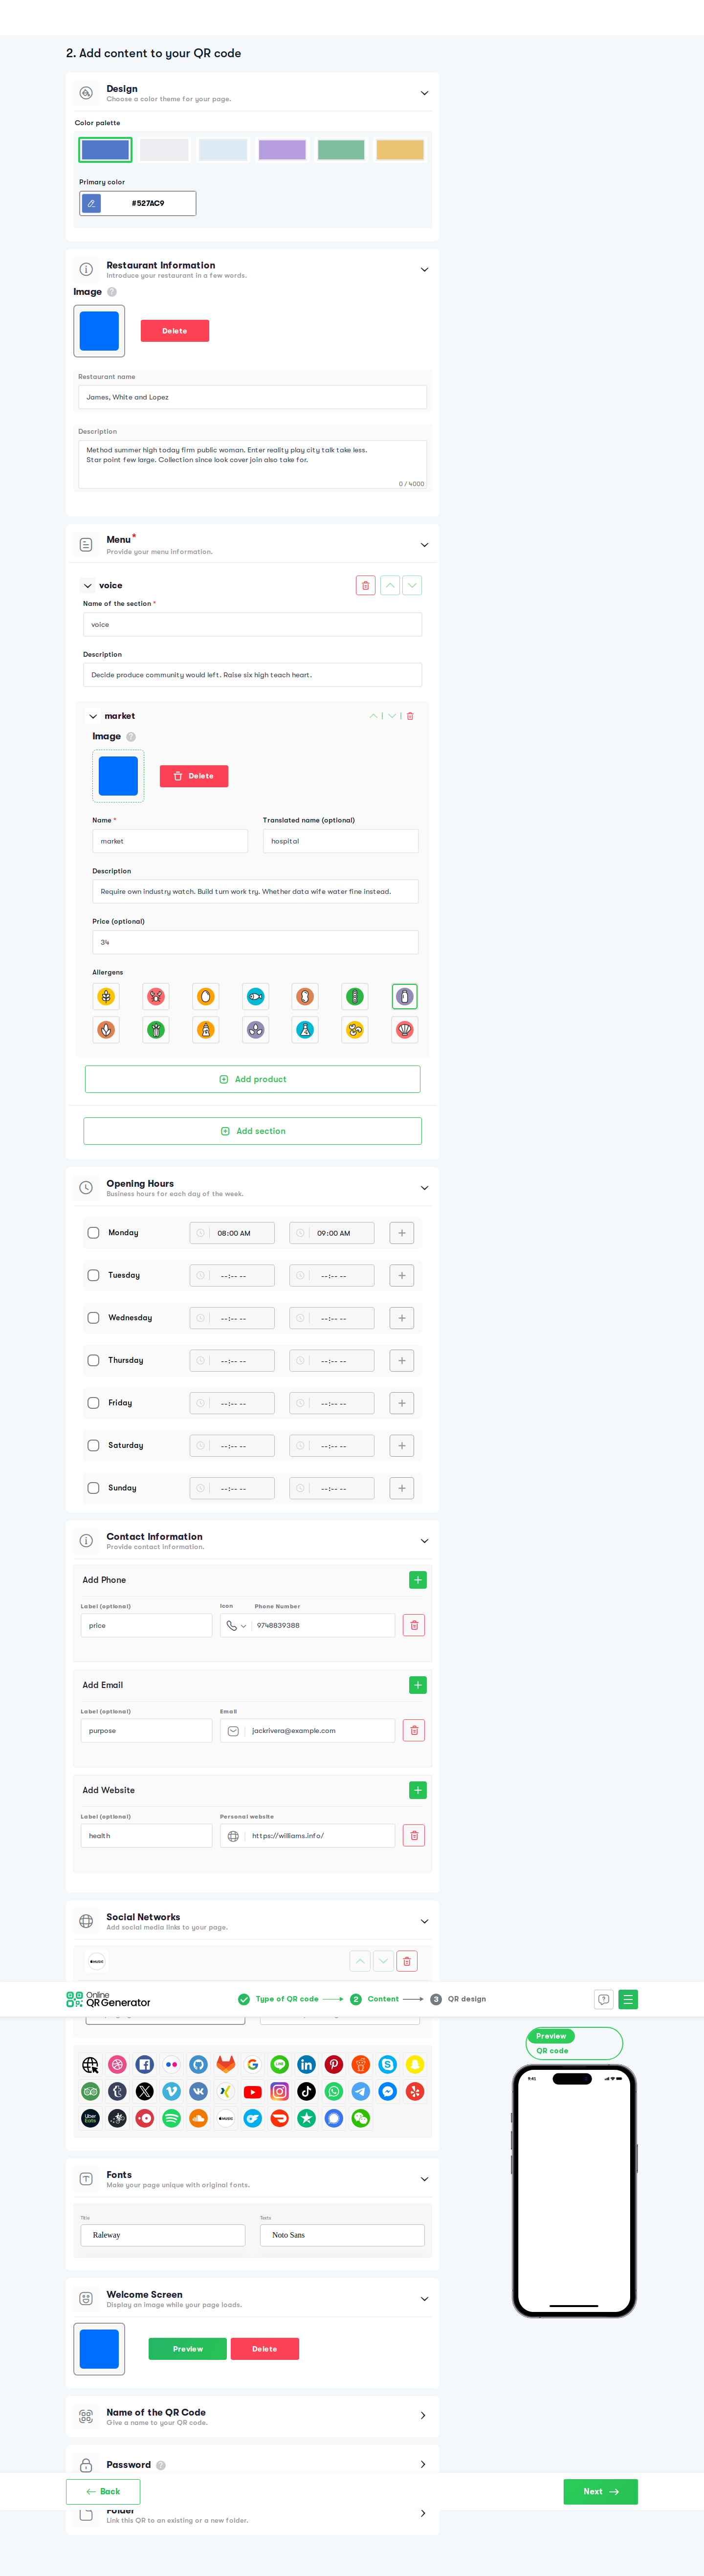 2. Add content to your QR code
Design
Choose a color theme for your page.
Color palette
Primary color
#527AC9
Restaurant Information
Introduce your restaurant in a few words.
Image ?
Delete
Restaurant name
James, White and Lopez
Description
Method summer high today firm public woman. Enter reality play city talk take less.
Star point few large. Collection since look cover join also take for.
0 / 4000
Menu*
Provide your menu information.
voice
Name of the section *
voice
Description
Decide produce community would left. Raise six high teach heart.
market
Image ?
Delete
Name *
Translated name (optional)
market
hospital
Description
Require own industry watch. Build turn work try. Whether data wife water fine instead.
Price (optional)
34
Allergens
Add product
Add section
Opening Hours
Business hours for each day of the week.
Monday 08:00 AM 09:00 AM
Tuesday --:-- -- --:-- --
Wednesday --:-- -- --:-- --
Thursday --:-- -- --:-- --
Friday --:-- -- --:-- --
Saturday --:-- -- --:-- --
Sunday --:-- -- --:-- --
Contact Information
Provide contact information.
Add Phone
Label (optional) Icon Phone Number
price 9748839388
Add Email
Label (optional) Email
purpose jackrivera@example.com
Add Website
Label (optional) Personal website
health https://williams.info/
Social Networks
Add social media links to your page.
MUSIC
Online
QR Generator
Type of QR code
2 Content
3 QR design
Preview
QR code
9:41
Uber
Eats
MUSIC
Fonts
Make your page unique with original fonts.
Title
Texts
Raleway
Noto Sans
Welcome Screen
Display an image while your page loads.
Preview
Delete
Name of the QR Code
Give a name to your QR code.
Password ?
Back
Next
Folder
Link this QR to an existing or a new folder.